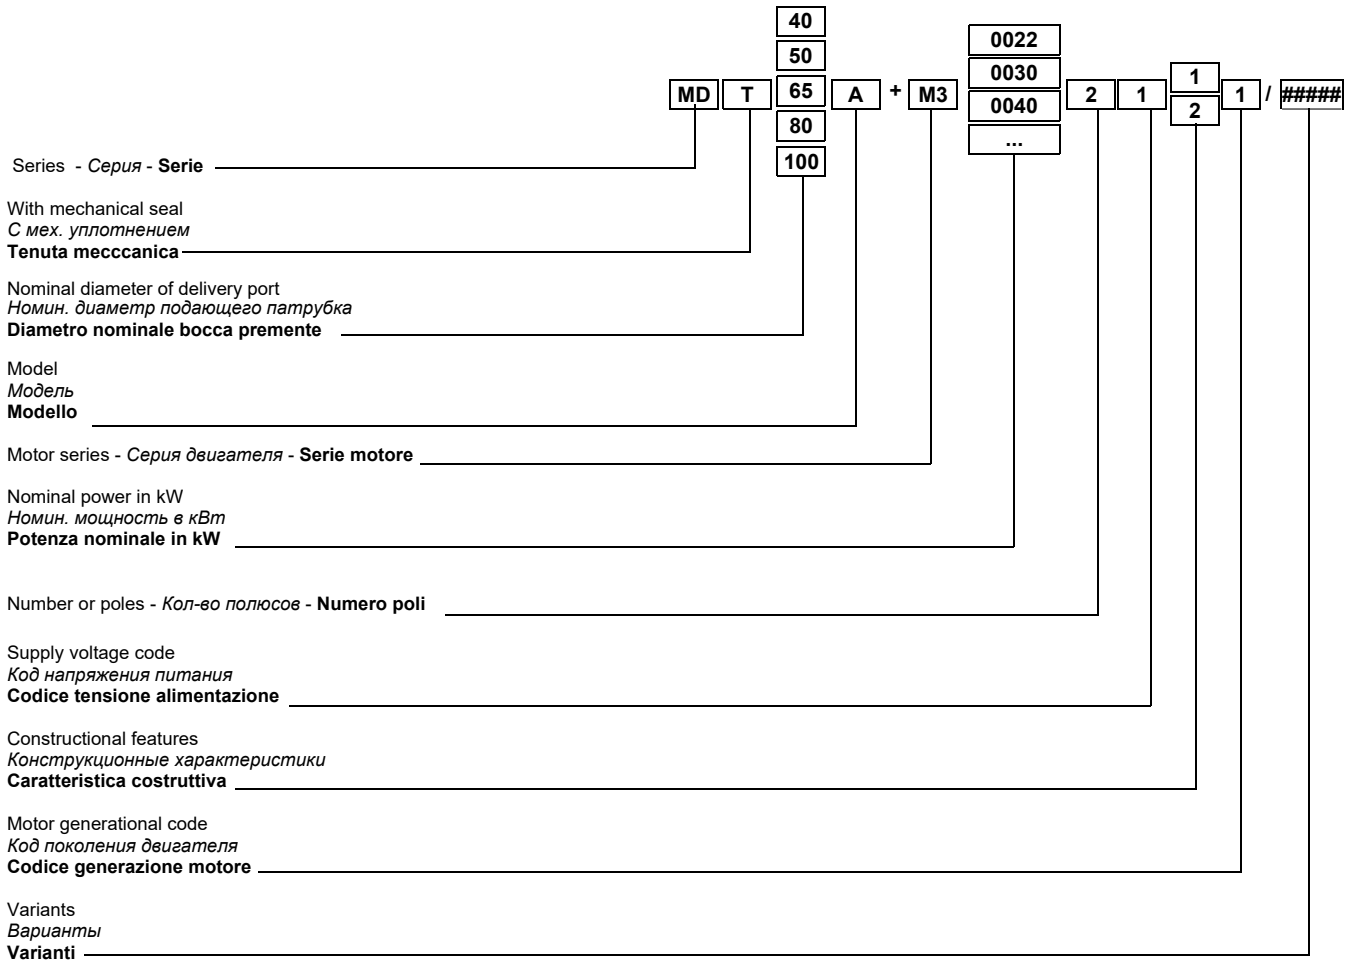 40
50
65
80
100
0022
0030
0040
...
MD T A + M3 2 1 1 / #####
1
2
Series - Серия - Serie
With mechanical seal
С мех. уплотнением
Tenuta mecccanica
Nominal diameter of delivery port
Номин. диаметр подающего патрубка
Diametro nominale bocca premente
Model
Модель
Modello
Motor series - Серия двигателя - Serie motore
Nominal power in kW
Номин. мощность в кВт
Potenza nominale in kW
Number or poles - Кол-во полюсов - Numero poli
Supply voltage code
Код напряжения питания
Codice tensione alimentazione
Constructional features
Конструкционные характеристики
Caratteristica costruttiva
Motor generational code
Код поколения двигателя
Codice generazione motore
Variants
Варианты
Varianti